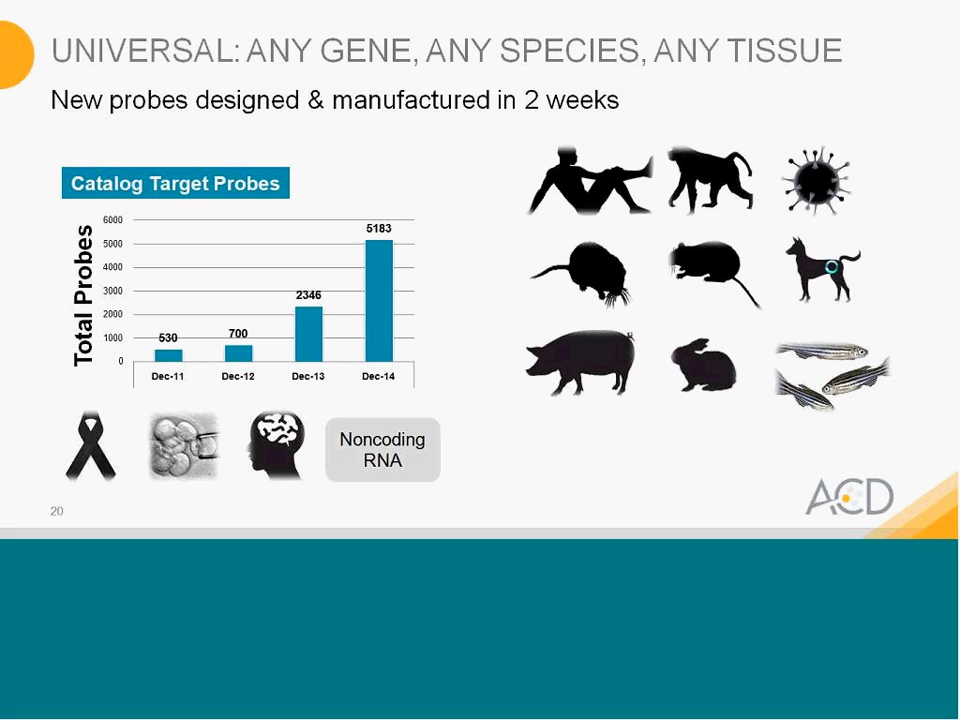 UNIVERSAL: ANY GENE, ANY SPECIES, ANY TISSUE
New probes designed & manufactured in 2 weeks
Catalog Target Probes
Total Probes
6000
5000
4000
3000
2000
1000
0
530
700
2346
5183
Dec-11
Dec-12
Dec-13
Dec-14
Noncoding
RNA
20
ACD